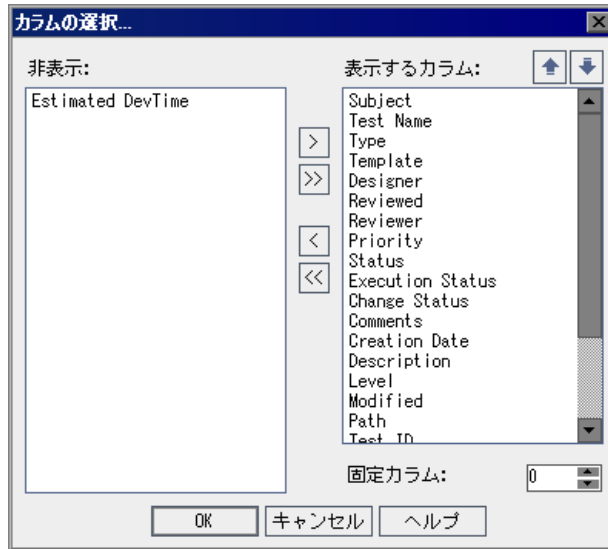 カラムの選択...
非表示:
表示するカラム:
Estimated DevTime
Subject
Test Name
Type
Template
Designer
Reviewed
Reviewer
Priority
Status
Execution Status
Change Status
Comments
Creation Date
Description
Level
Modified
Path
Test ID
>
>>
<
<<
固定カラム:
0
OK
キャンセル
ヘルプ